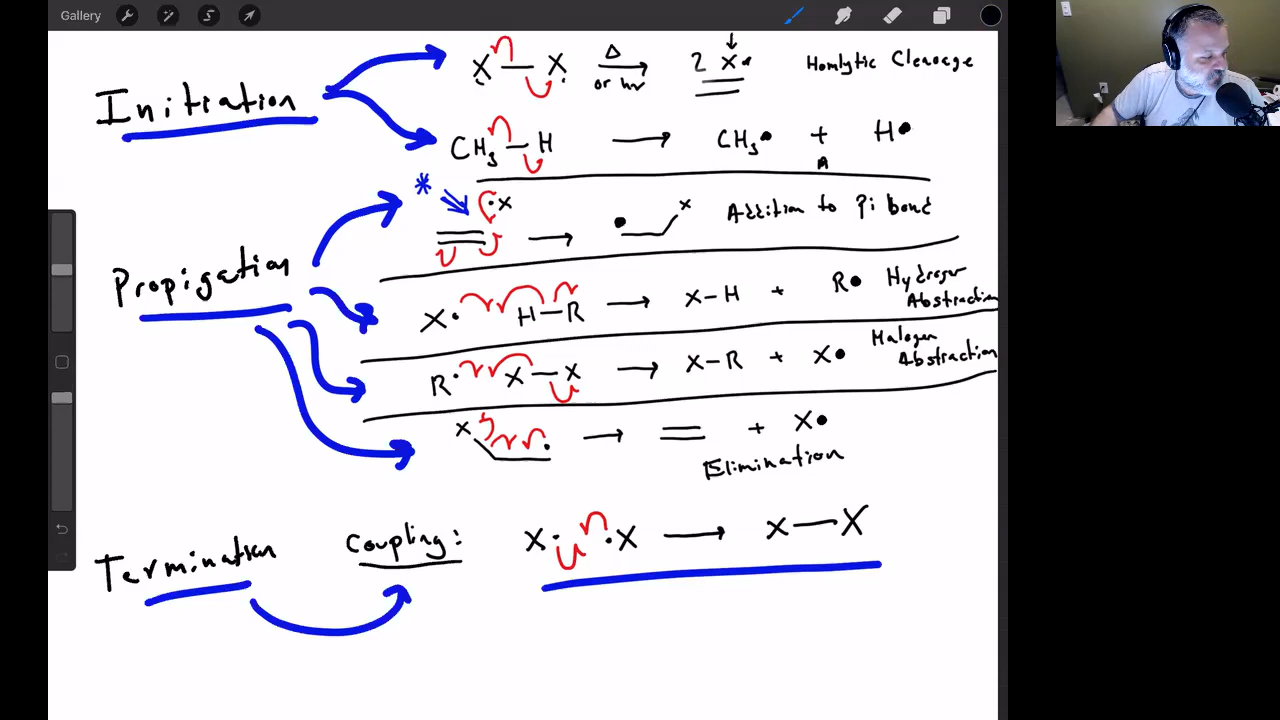 Gallery
X — X Δ or hν → 2 X• Homlytic Cleavage
Initiation
CH3 — H → CH3• + H•
*
•X
= → • X Addition to Pi bond
Propigation
X• H—R → X-H + R• Hydrogen Abstraction
R• X—X → X-R + X• Halogen Abstraction
X • → = + X•
Elimination
Termination Coupling: X• •X → X—X